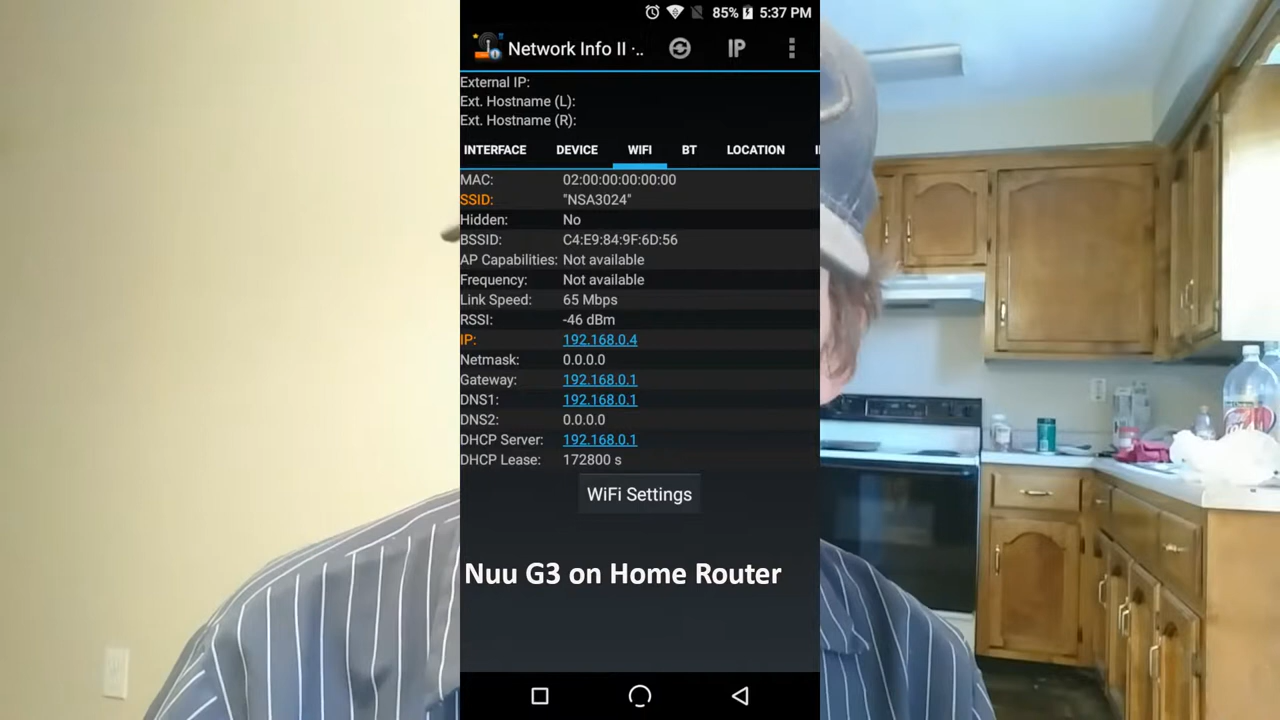 85% 5:37 PM
Network Info II -.. IP
External IP:
Ext. Hostname (L):
Ext. Hostname (R):
INTERFACE DEVICE WIFI BT LOCATION
MAC: 02:00:00:00:00:00
SSID: "NSA3024"
Hidden: No
BSSID: C4:E9:84:9F:6D:56
AP Capabilities: Not available
Frequency: Not available
Link Speed: 65 Mbps
RSSI: -46 dBm
IP: 192.168.0.4
Netmask: 0.0.0.0
Gateway: 192.168.0.1
DNS1: 192.168.0.1
DNS2: 0.0.0.0
DHCP Server: 192.168.0.1
DHCP Lease: 172800 s
WiFi Settings
Nuu G3 on Home Router